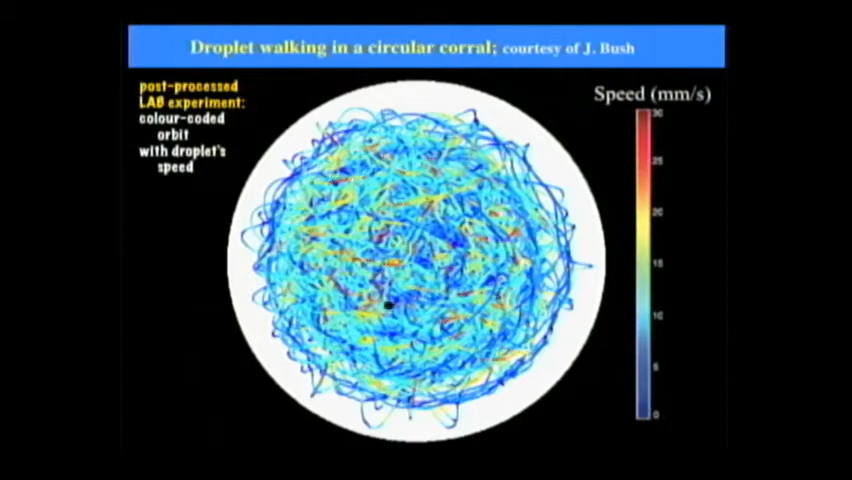 Droplet walking in a circular corral; courtesy of J. Bush
post-processed
LAB experiment:
colour-coded
orbit
with droplet's
speed
Speed (mm/s)
30
25
20
15
10
5
0